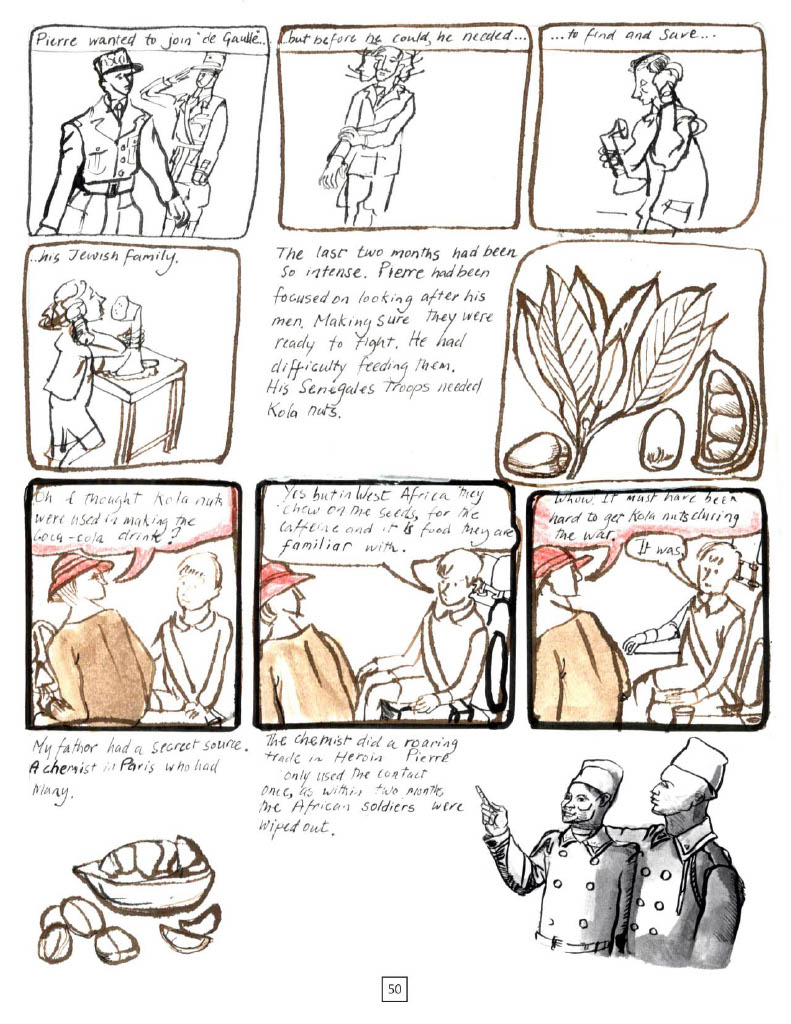 Pierre wanted to join de Gaulle...
...but before he could, he needed...
...to find and save...
...his Jewish family.
The last two months had been
so intense. Pierre had been
focused on looking after his
men. Making sure they were
ready to fight. He had
difficulty feeding them.
His Senegales Troops needed
Kola nuts.
Oh I thought Kola nuts
were used in making the
Coca-cola drink?
Yes but in West Africa they
chew on the seeds, for the
caffeine and it is food they are
familiar with.
Whow. It must have been
hard to get Kola nuts during
the war.
It was.
My father had a secret source.
A chemist in Paris who had
many.
The chemist did a roaring
trade in Heroin. Pierre
only used the contact
once, as within two months
the African soldiers were
wiped out.
50